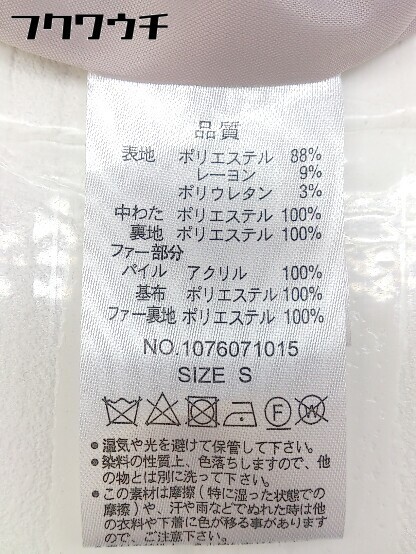 フクワウチ
品質
表地 ポリエステル 88%
レーヨン 9%
ポリウレタン 3%
中わた ポリエステル 100%
裏地 ポリエステル 100%
ファー部分
パイル アクリル 100%
基布 ポリエステル 100%
ファー裏地 ポリエステル 100%
NO.1076071015
SIZE S
●湿気や光を避けて保管して下さい。
●染料の性質上、色落ちしますので、他
の物とは別に洗って下さい。
●この素材は摩擦(特に湿った状態での
摩擦)や、汗や雨などでぬれた時は他
の衣料や下着に色が移る事があります
ので、ご注意下さい。